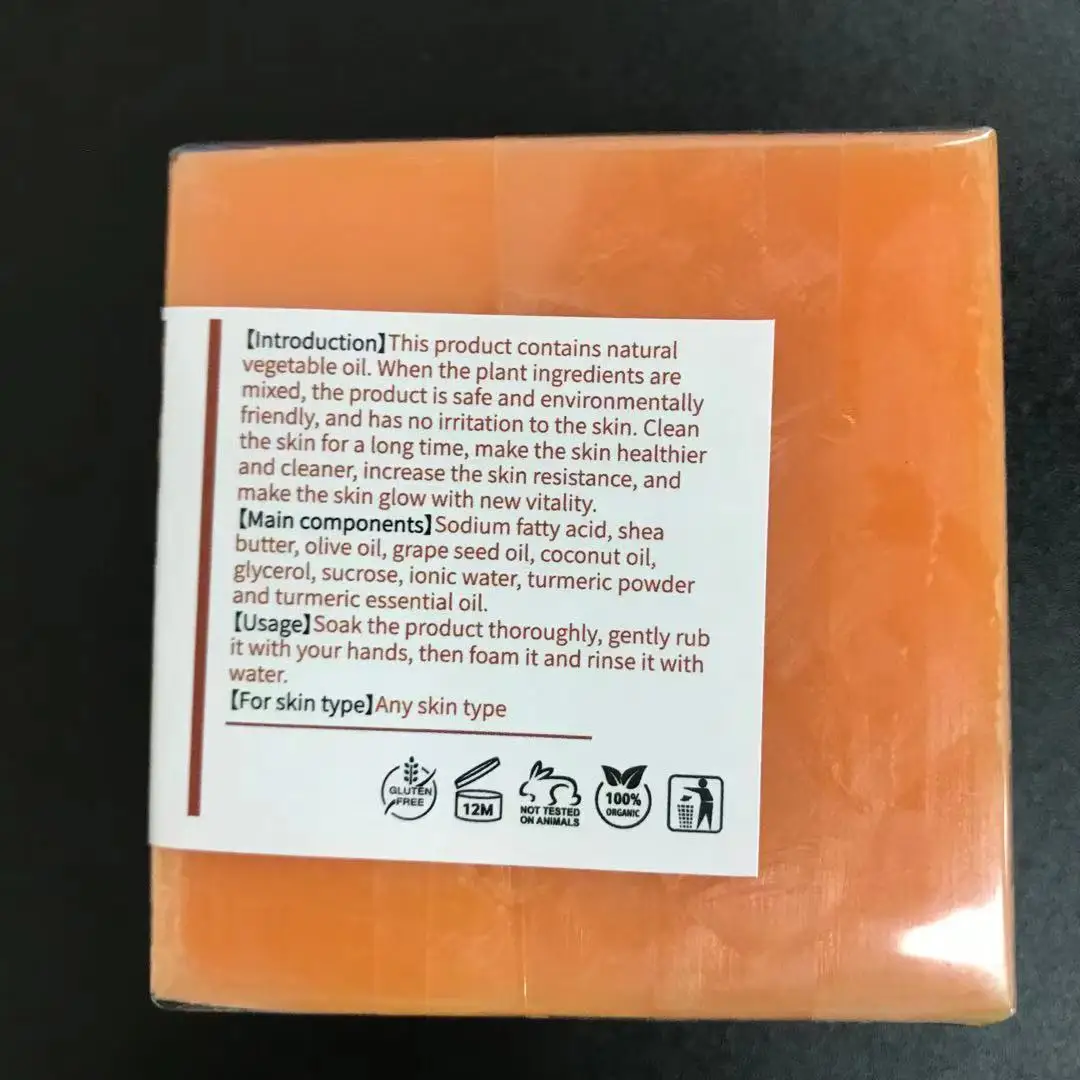 【Introduction】This product contains natural
vegetable oil. When the plant ingredients are
mixed, the product is safe and environmentally
friendly, and has no irritation to the skin. Clean
the skin for a long time, make the skin healthier
and cleaner, increase the skin resistance, and
make the skin glow with new vitality.
【Main components】Sodium fatty acid, shea
butter, olive oil, grape seed oil, coconut oil,
glycerol, sucrose, ionic water, turmeric powder
and turmeric essential oil.
【Usage】Soak the product thoroughly, gently rub
it with your hands, then foam it and rinse it with
water.
【For skin type】Any skin type
GLUTEN
FREE
12M
NOT TESTED
ON ANIMALS
100%
ORGANIC